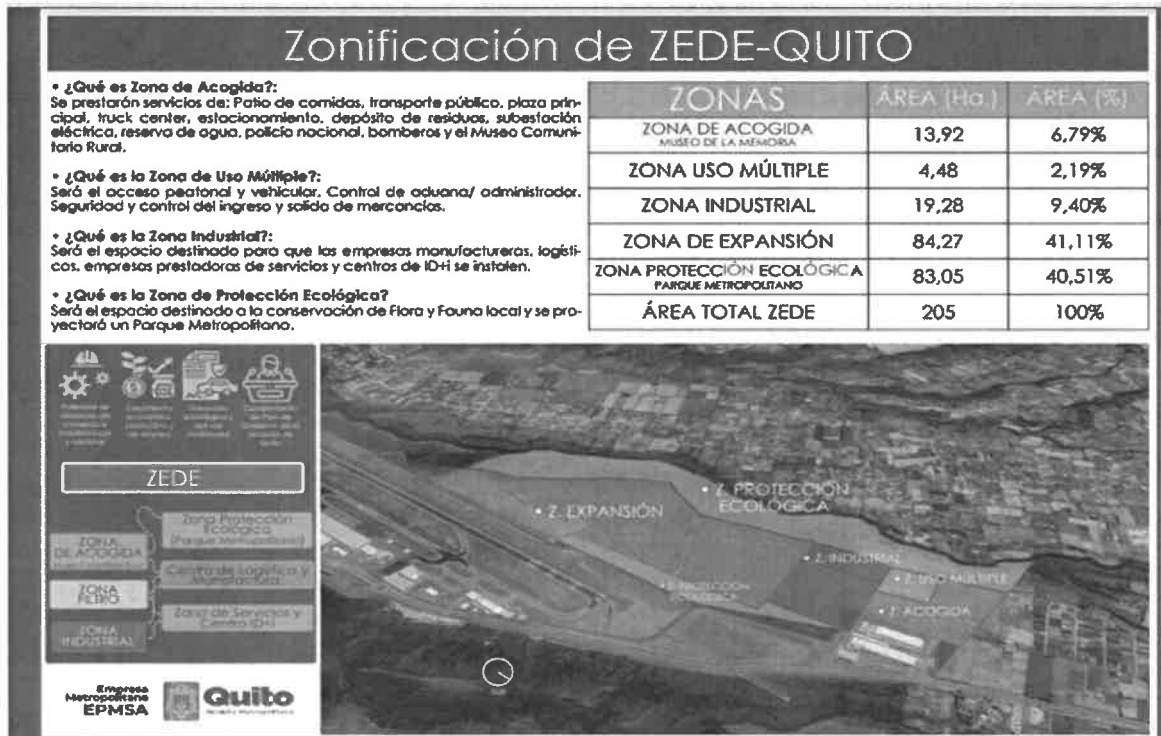 Zonificación de ZEDE-QUITO
• ¿Qué es Zona de Acogida?:
Se prestarán servicios de: Patio de comidas, transporte público, plaza prin-
cipal, truck center, estacionamiento, depósito de residuos, subestación
eléctrica, reserva de agua, policía nacional, bomberos y el Museo Comuni-
tario Rural.
• ¿Qué es la Zona de Uso Múltiple?:
Será el acceso peatonal y vehicular. Control de aduana/ administrador.
Seguridad y control del ingreso y salida de mercancías.
• ¿Qué es la Zona Industrial?:
Será el espacio destinado para que las empresas manufactureras, logísti-
cas, empresas prestadoras de servicios y centros de ID+i se instalen.
• ¿Qué es la Zona de Protección Ecológica?
Será el espacio destinado a la conservación de Flora y Fauna local y se pro-
yectará un Parque Metropolitano.
ZONAS ÁREA (Ha.) ÁREA (%)
ZONA DE ACOGIDA 13,92 6,79%
MUSEO DE LA MEMORIA
ZONA USO MÚLTIPLE 4,48 2,19%
ZONA INDUSTRIAL 19,28 9,40%
ZONA DE EXPANSIÓN 84,27 41,11%
ZONA PROTECCIÓN ECOLÓGICA 83,05 40,51%
PARQUE METROPOLITANO
ÁREA TOTAL ZEDE 205 100%
ZEDE
Zona Protección
Ecológica
(Parque Metropolitano)
ZONA
DE ACOGIDA
Centro de Logística y
Manufactura
ZONA
FILTRO
Zona de Servicios y
Centro ID+i
ZONA
INDUSTRIAL
Empresa
Metropolitana
EPMSA
Quito
• Z. EXPANSIÓN
• Z. PROTECCIÓN
ECOLÓGICA
• Z. INDUSTRIAL
• Z. PROTECCIÓN
ECOLÓGICA
• Z. USO MÚLTIPLE
• Z. ACOGIDA